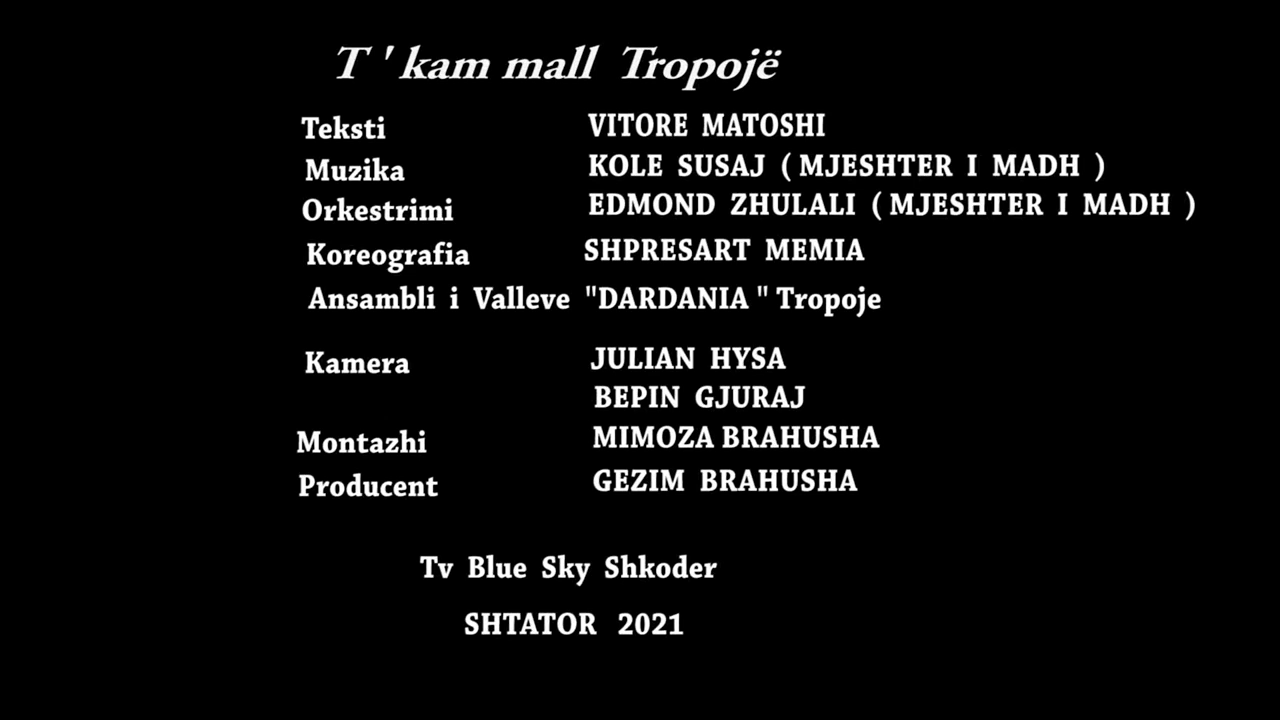 T ' kam mall Tropojë
Teksti VITORE MATOSHI
Muzika KOLE SUSAJ ( MJESHTER I MADH )
Orkestrimi EDMOND ZHULALI ( MJESHTER I MADH )
Koreografia SHPRESART MEMIA
Ansambli i Valleve "DARDANIA " Tropoje
Kamera JULIAN HYSA
BEPIN GJURAJ
Montazhi MIMOZA BRAHUSHA
Producent GEZIM BRAHUSHA
Tv Blue Sky Shkoder
SHTATOR 2021